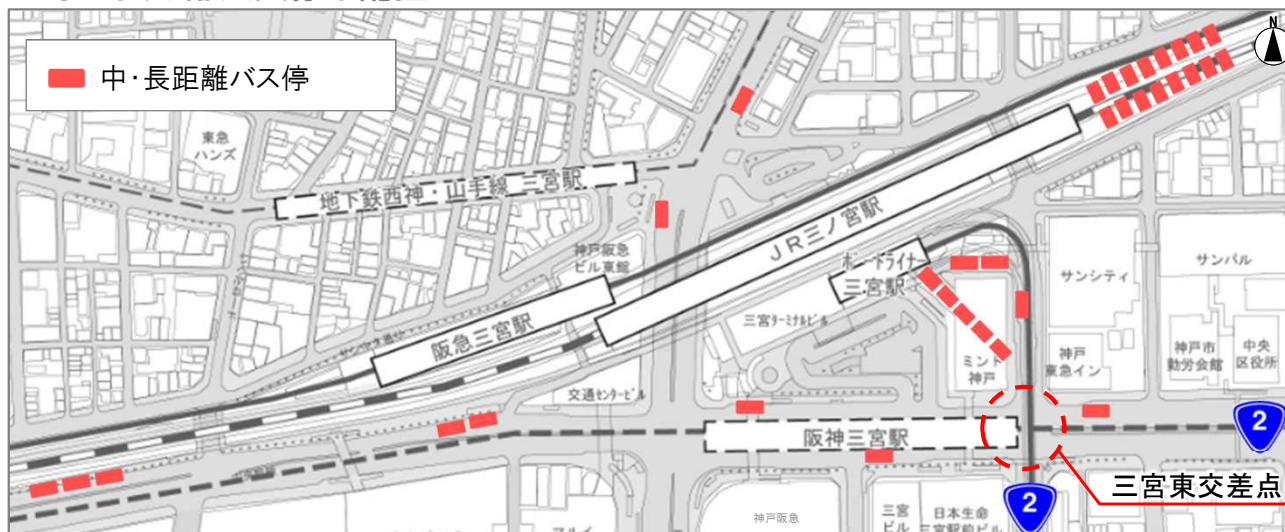 N
中・長距離バス停
東急
ハンズ
地下鉄西神・山手線 三宮駅
神戸阪急
ビル東館
JR三ノ宮駅
ポートライナー
三宮駅
サンシティ
サンパル
阪急三宮駅
三宮ターミナルビル
ミント
神戸
神戸
東急イン
神戸市
勤労会館
中央
区役所
交通センタービル
阪神三宮駅
2
三宮東交差点
2
神戸阪急
三宮
ビル
日本生命
三宮駅前ビル